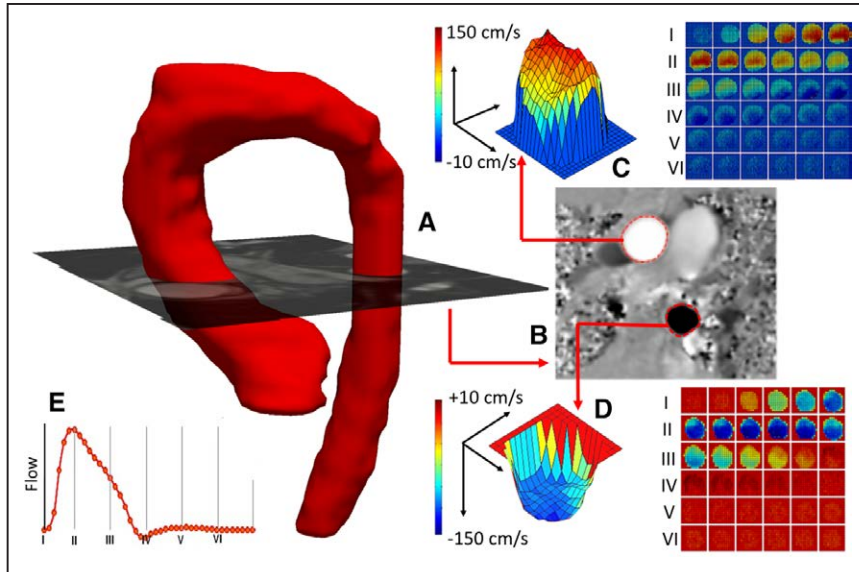 150 cm/s
-10 cm/s
C
I
II
III
IV
V
VI
A
B
E
Flow
I
II
III
IV
V
VI
+10 cm/s
-150 cm/s
D
I
II
III
IV
V
VI